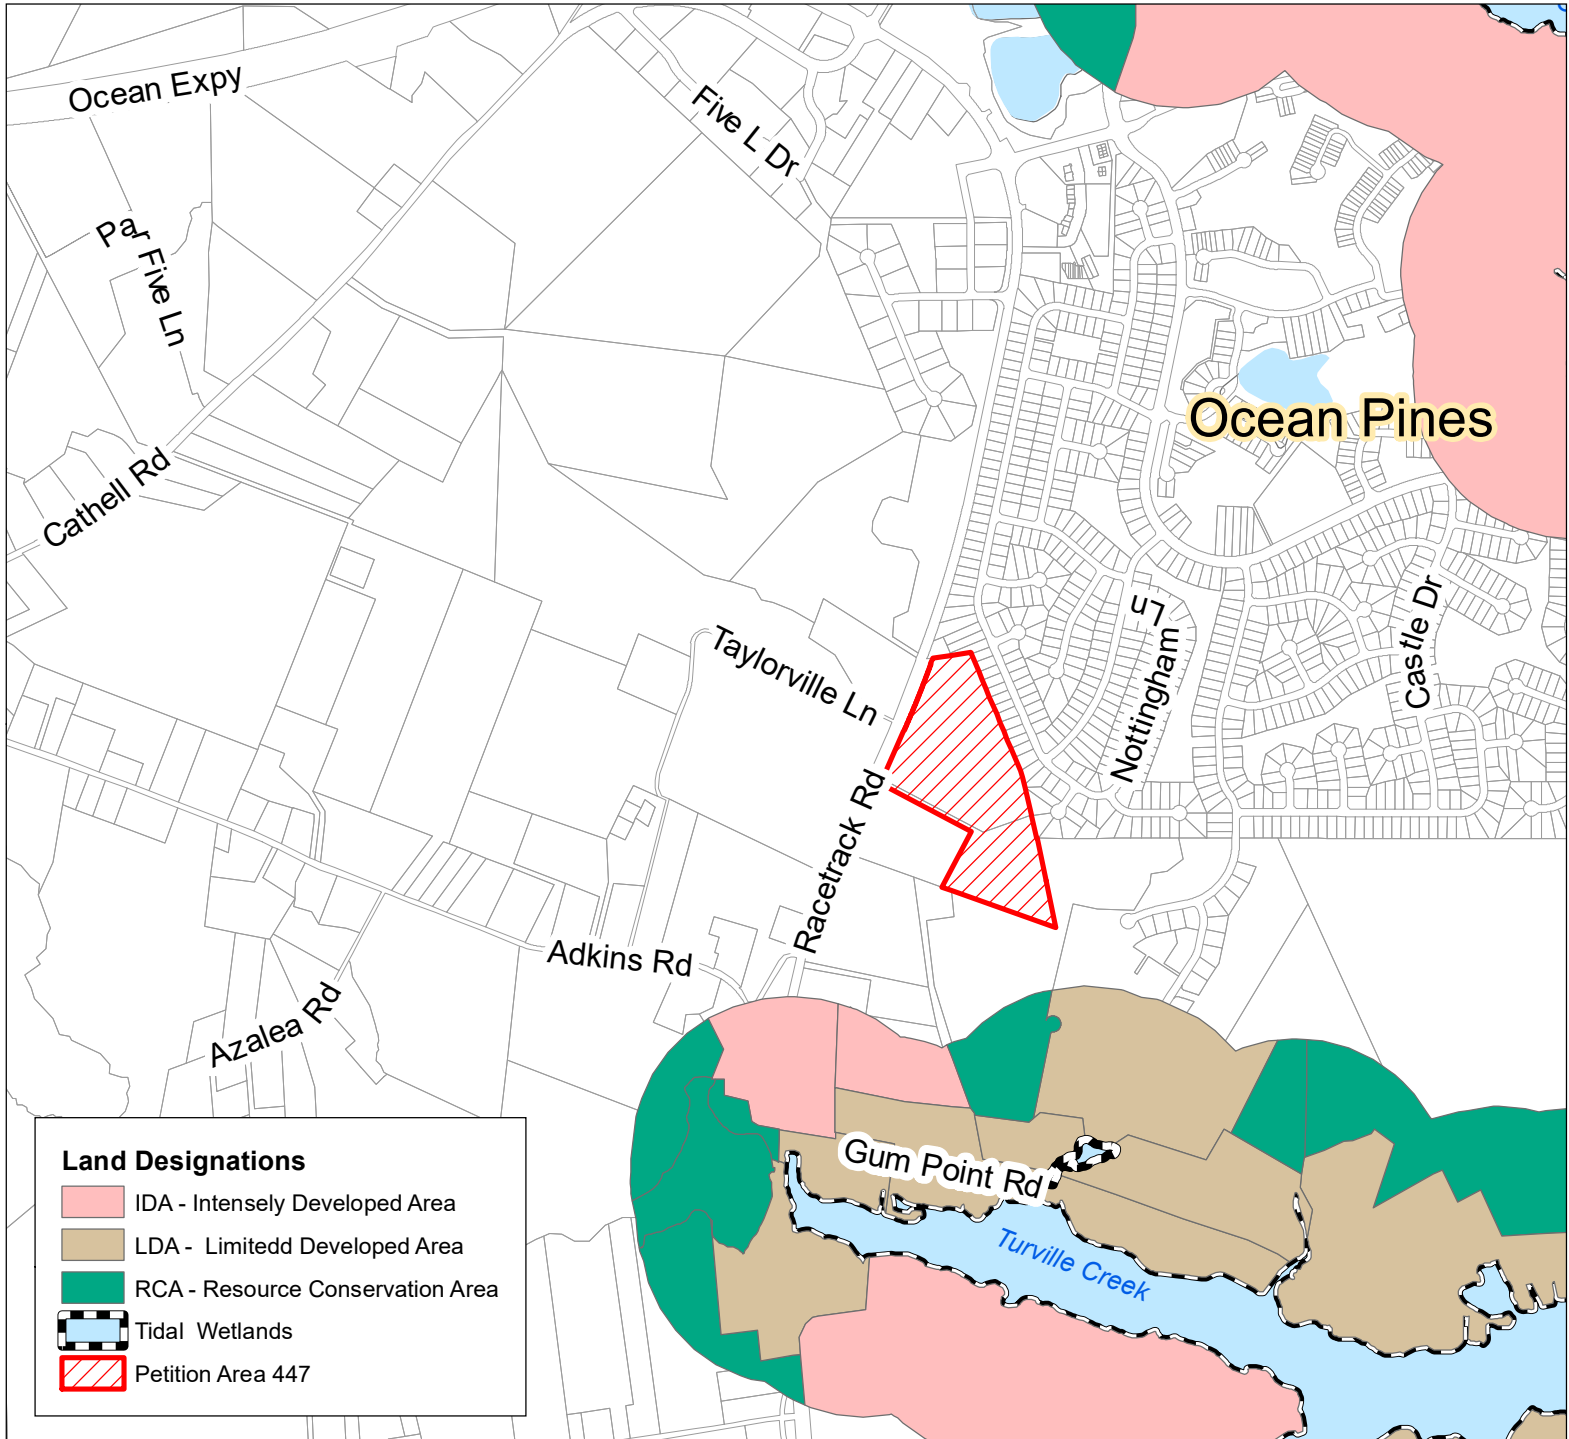 Ocean Expy
Five L Dr
Par Five Ln
Ocean Pines
Cathell Rd
Nottingham Ln
Castle Dr
Taylorville Ln
Racetrack Rd
Adkins Rd
Azalea Rd
Gum Point Rd
Turville Creek
Land Designations
IDA - Intensely Developed Area
LDA - Limitedd Developed Area
RCA - Resource Conservation Area
Tidal Wetlands
Petition Area 447